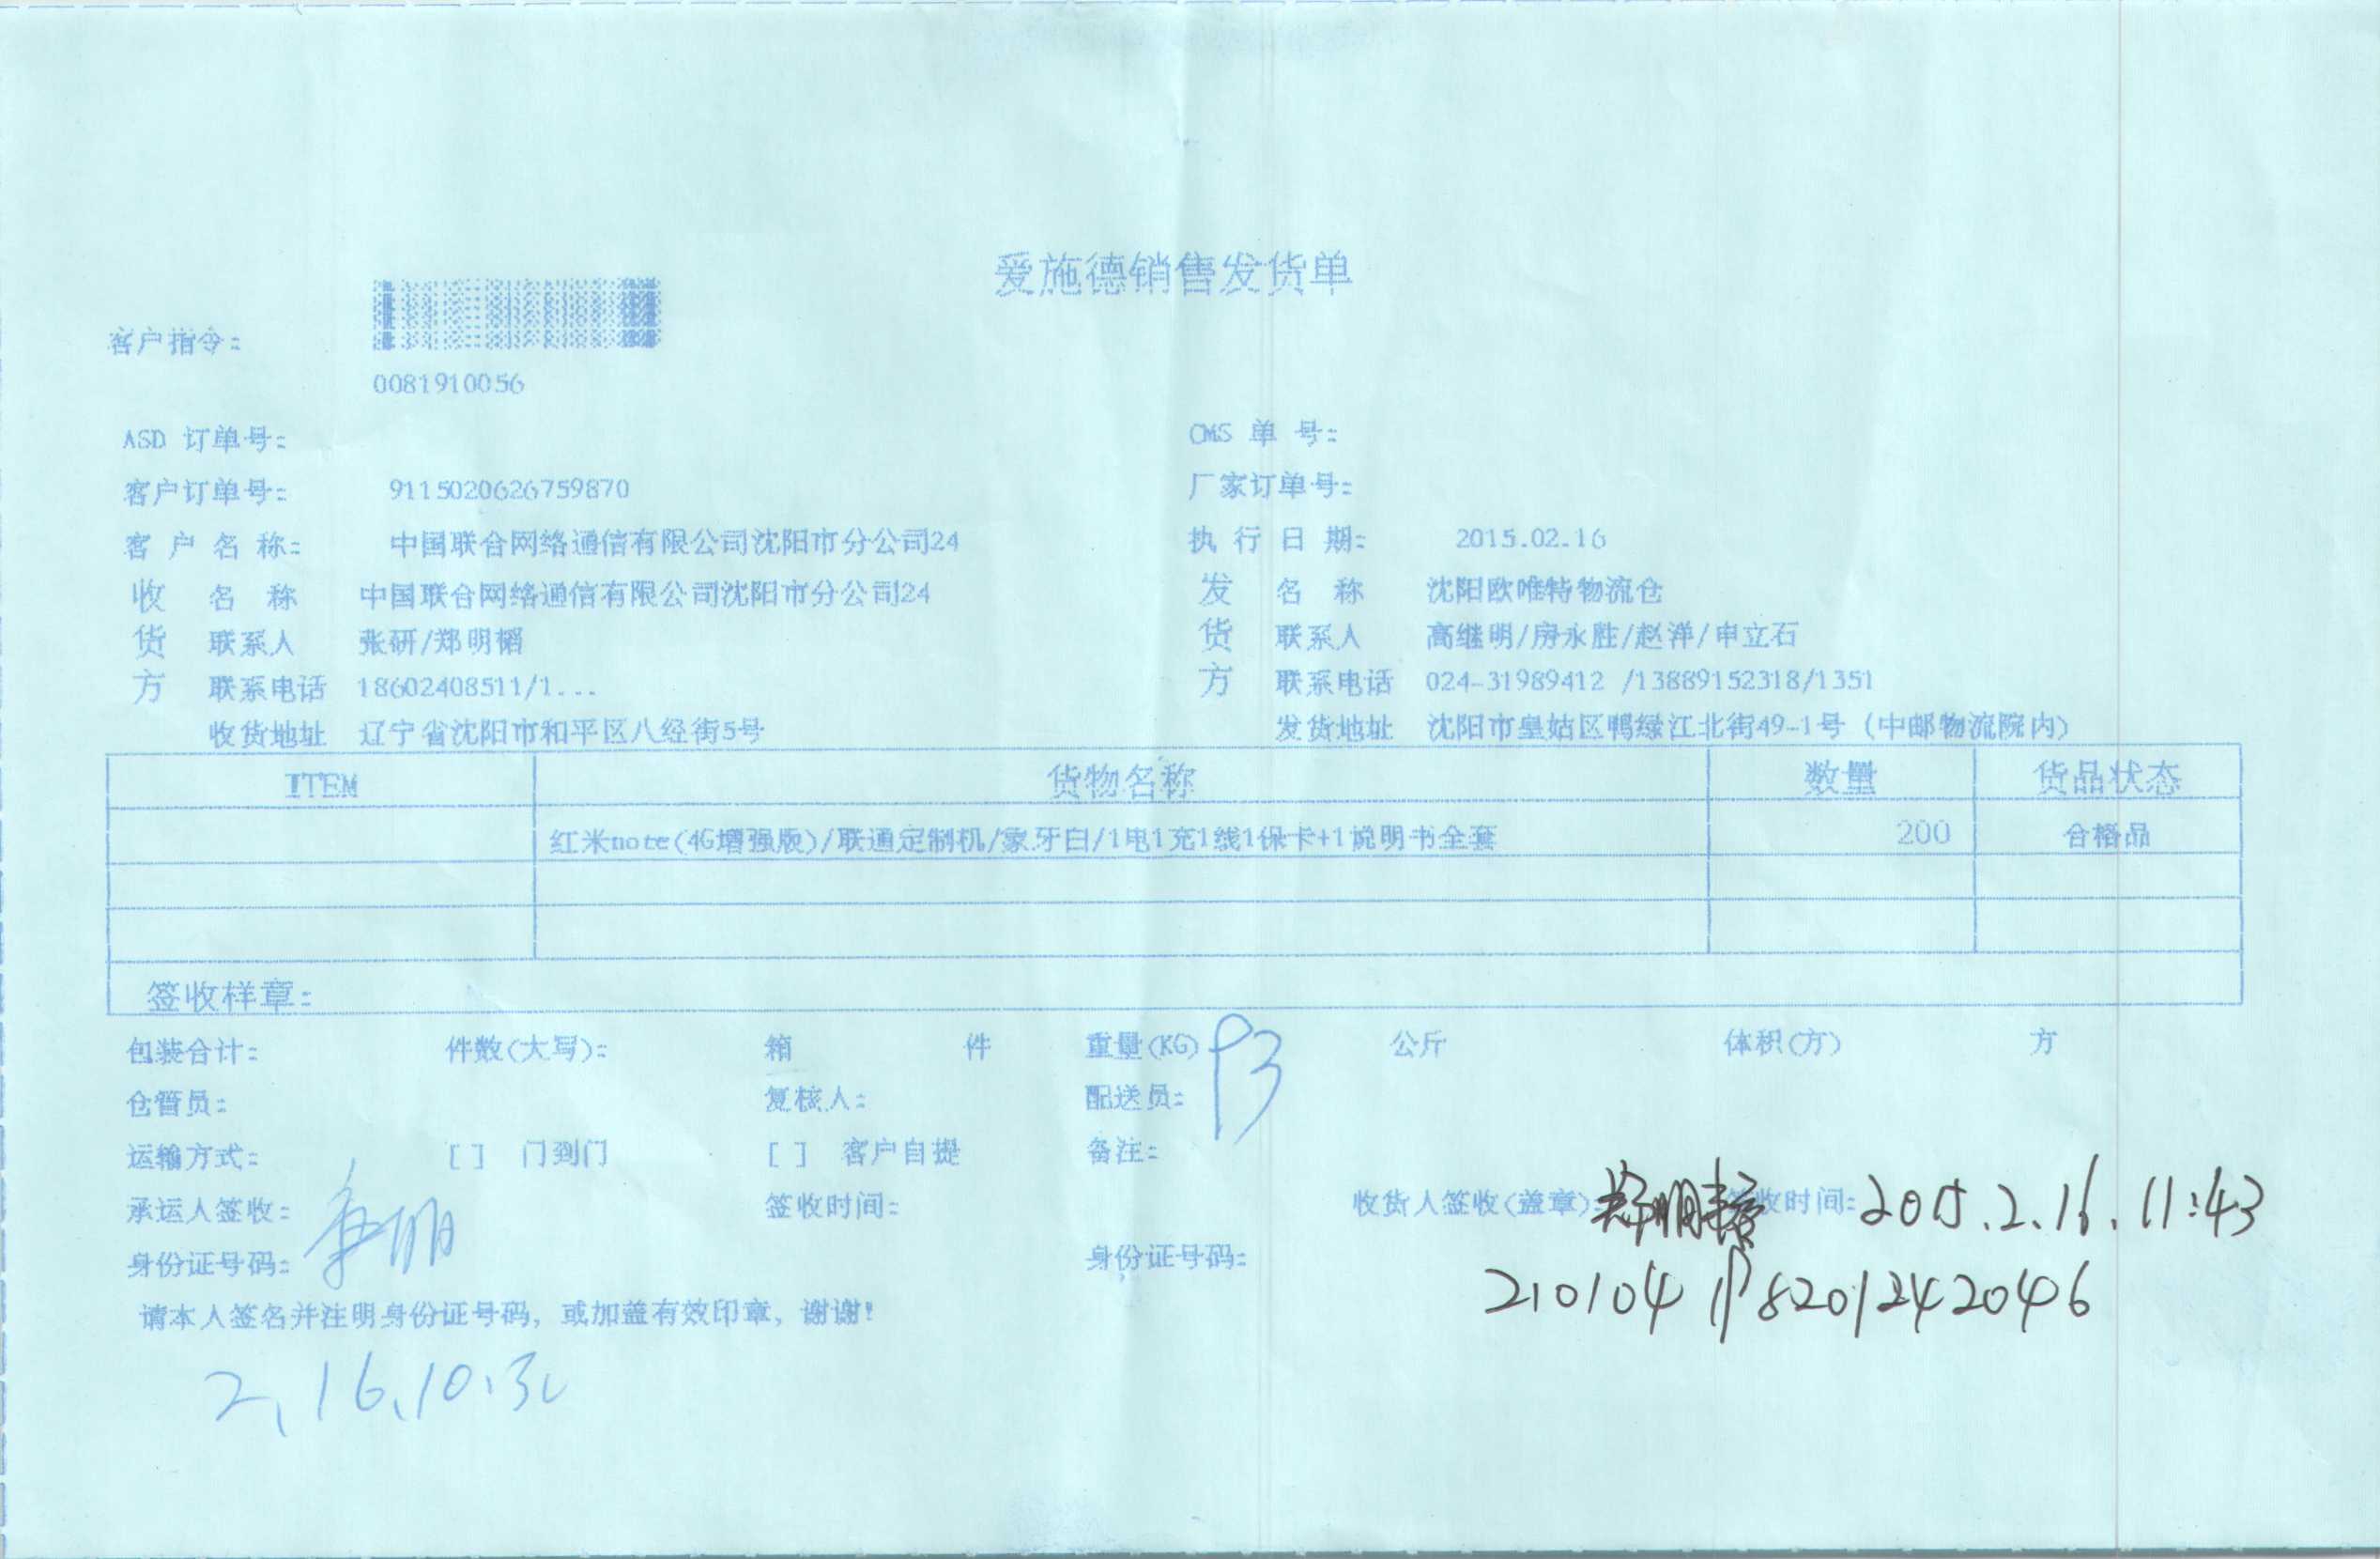 爱施德销售发货单
客户指令:
0081910056
ASD 订单号: CMS 单 号:
客户订单号: 9115020626759870 厂家订单号:
客 户 名 称: 中国联合网络通信有限公司沈阳市分公司24 执 行 日 期: 2015.02.16
收 名 称 中国联合网络通信有限公司沈阳市分公司24 发 名 称 沈阳欧唯特物流仓
货 联系人 张研/郑明韬 货 联系人 高继明/房永胜/赵洋/申立石
方 联系电话 18602408511/1... 方 联系电话 024-31989412 /13889152318/1351
收货地址 辽宁省沈阳市和平区八经街5号 发货地址 沈阳市皇姑区鸭绿江北街49-1号 (中邮物流院内)
ITEM 货物名称 数量 货品状态
红米note(4G增强版)/联通定制机/象牙白/1电1充1线1保卡+1说明书全套 200 合格品
签收样章:
包装合计: 件数(大写): 箱 件 重量(KG) 公斤 体积(方) 方
仓管员: 复核人: 配送员:
运输方式: [ ] 门到门 [ ] 客户自提 备注:
承运人签收: 签收时间: 收货人签收(盖章): 签收时间: 2015.2.16. 11:43
身份证号码: 身份证号码: 210104198201242046
请本人签名并注明身份证号码, 或加盖有效印章, 谢谢!
2,16,10:30